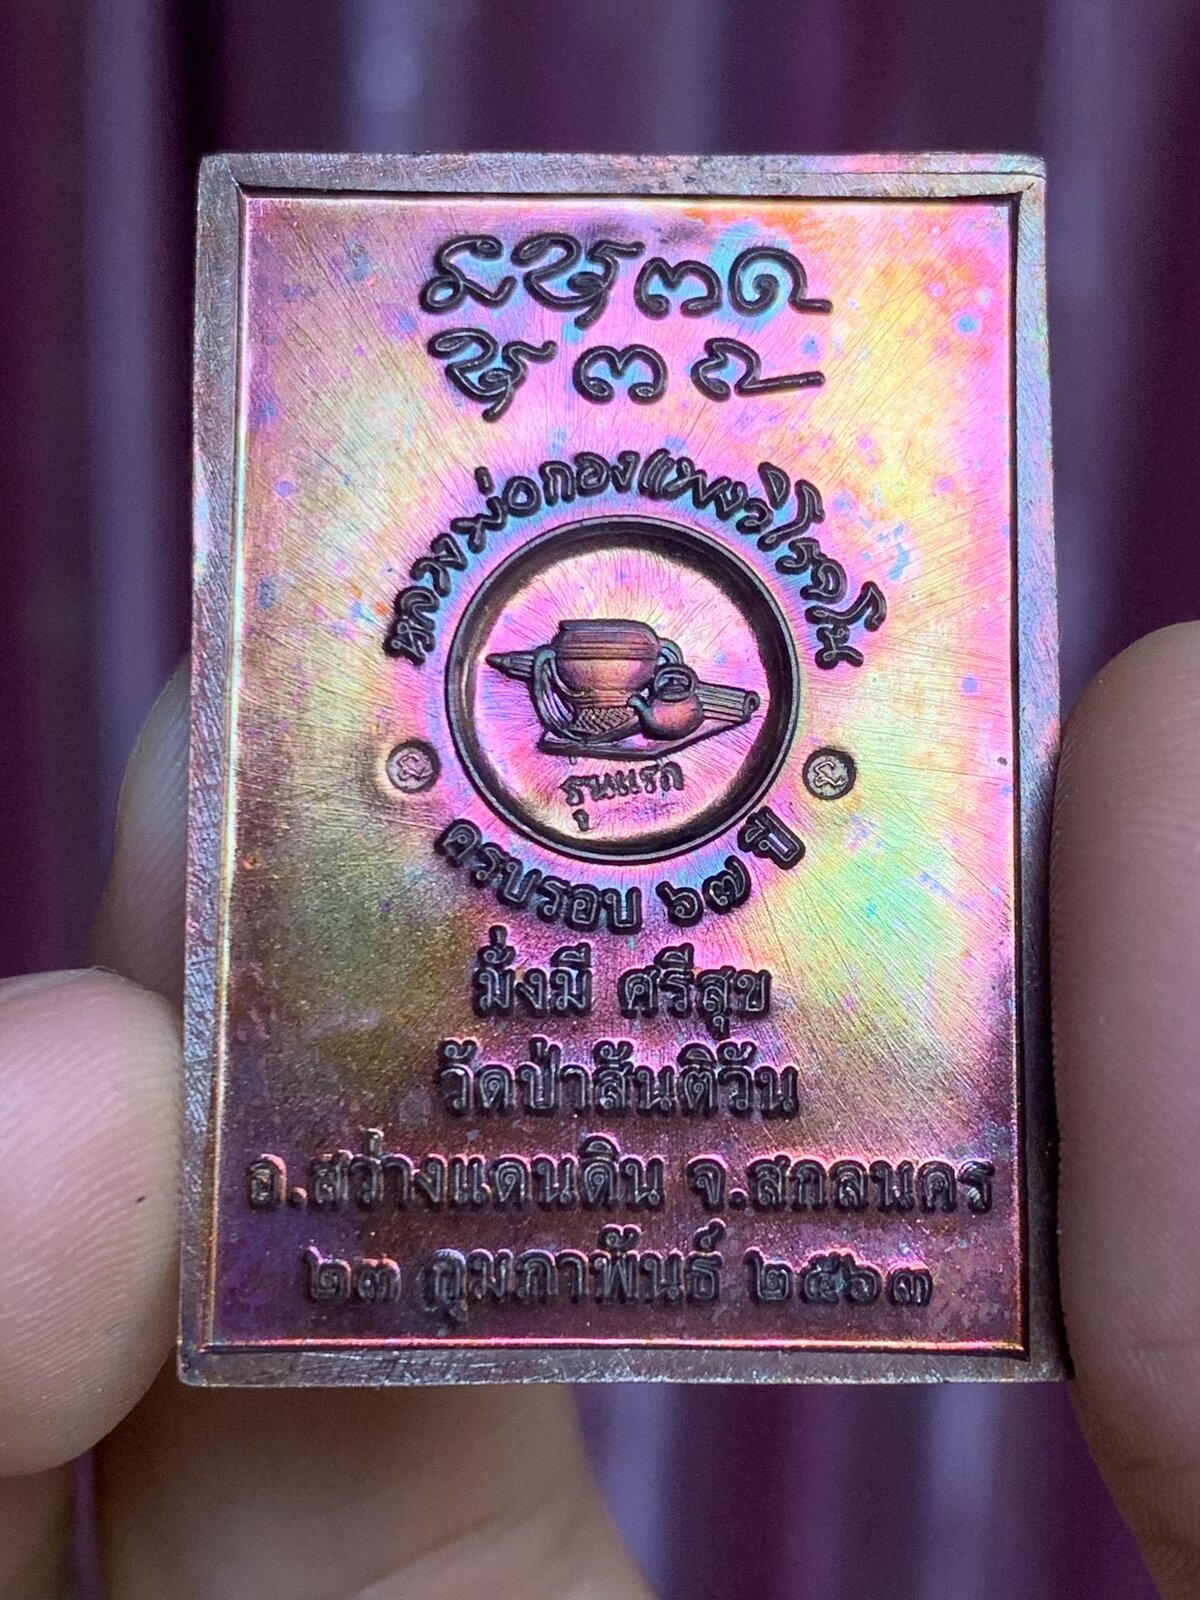 หลวงพ่อกองแพงวิโรจโน
รุ่นแรก
ครบรอบ ๖๗ ปี
มั่งมี ศรีสุข
วัดป่าสันติวัน
อ.สว่างแดนดิน จ.สกลนคร
๒๓ กุมภาพันธ์ ๒๕๖๓